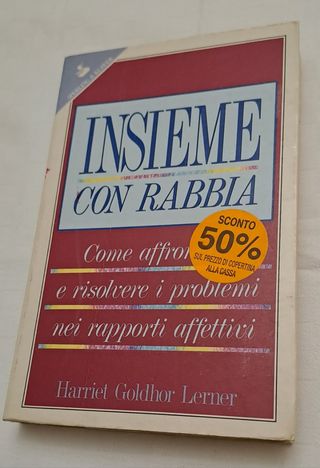 INSIEME
CON RABBIA
SCONTO
50%
SUL PREZZO DI COPERTINA
ALLA CASSA
Come affron
e risolvere i problemi
nei rapporti affettivi
Harriet Goldhor Lerner